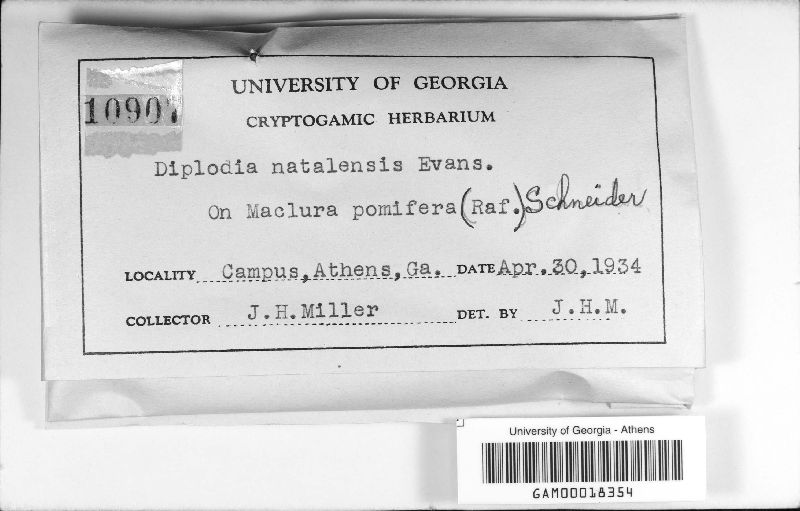 UNIVERSITY OF GEORGIA
CRYPTOGAMIC HERBARIUM
10907
Diplodia natalensis Evans.
On Maclura pomifera (Raf.) Schneider
LOCALITY Campus, Athens, Ga. DATE Apr. 30, 1934
COLLECTOR J.H. Miller DET. BY J.H.M.
University of Georgia - Athens
GAM00018354